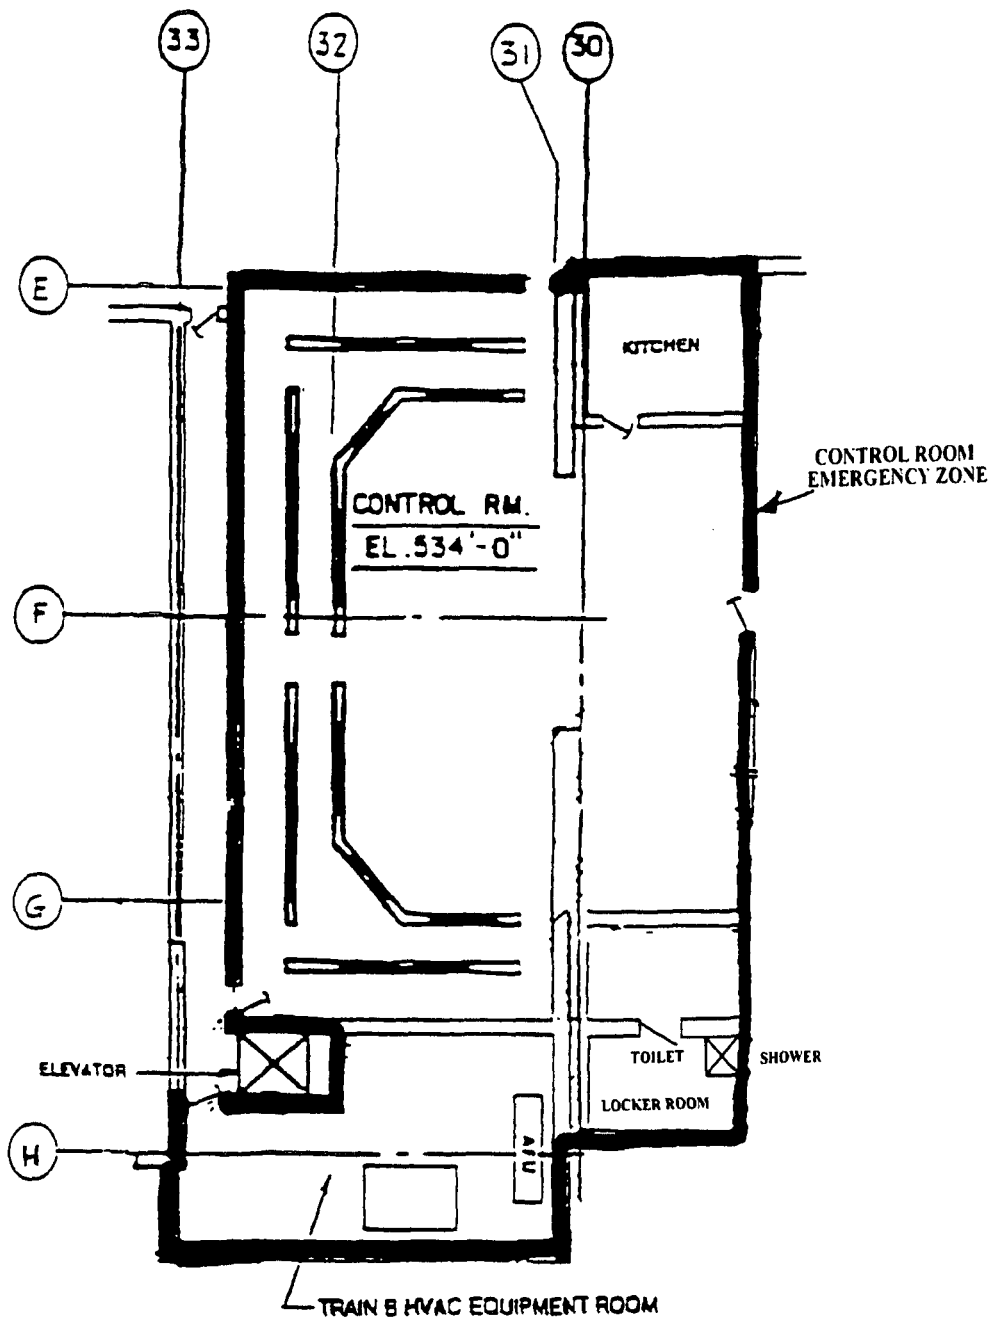 33
32
31
30
E
KITCHEN
CONTROL ROOM
EMERGENCY ZONE
CONTROL RM.
EL.534'-0"
F
G
TOILET
SHOWER
ELEVATOR
LOCKER ROOM
H
TRAIN B HVAC EQUIPMENT ROOM